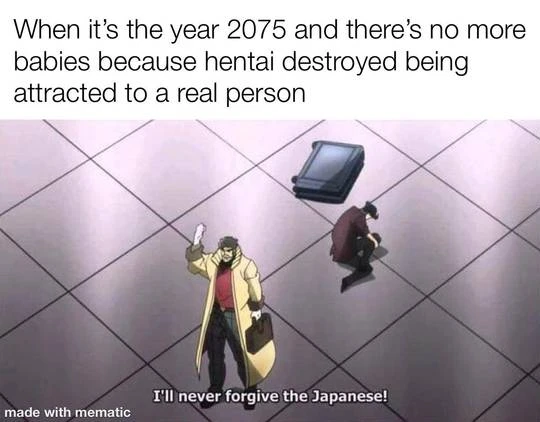 When it’s the year 2075 and there’s no more
babies because hentai destroyed being
attracted to a real person
I'll never forgive the Japanese!
made with mematic